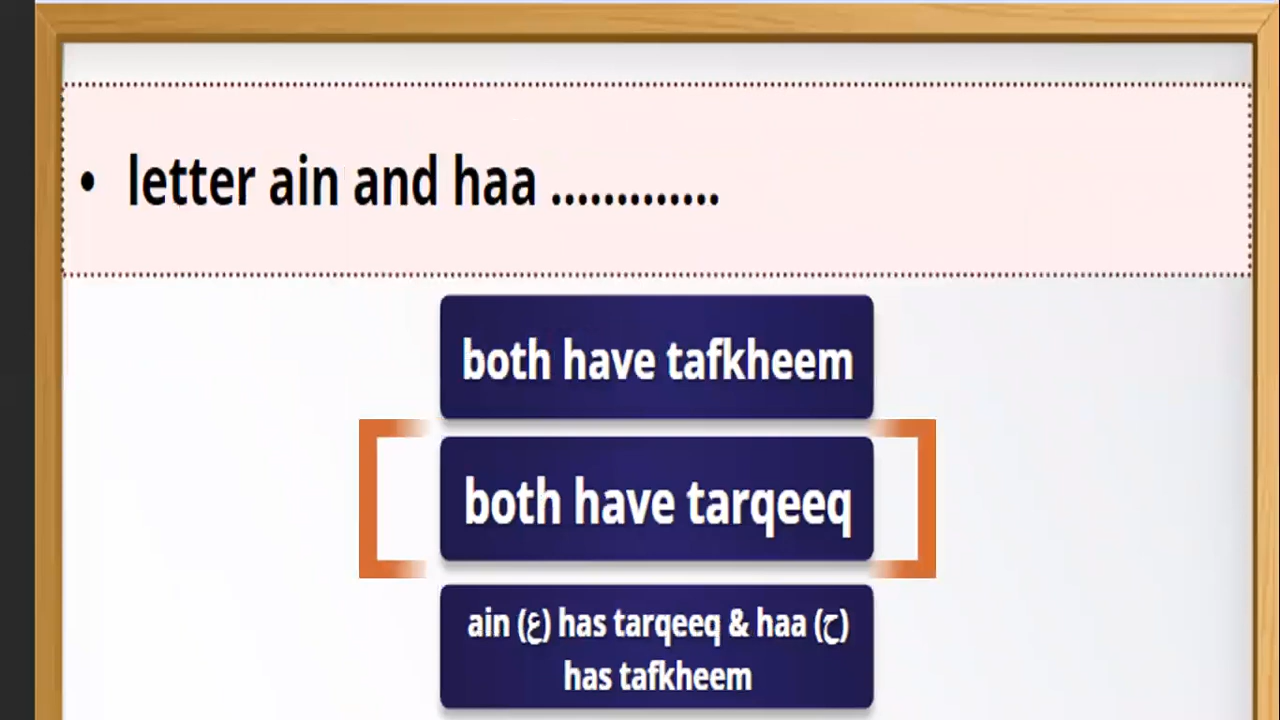 • letter ain and haa .............
both have tafkheem
both have tarqeeq
ain (ع) has tarqeeq & haa (ح)
has tafkheem